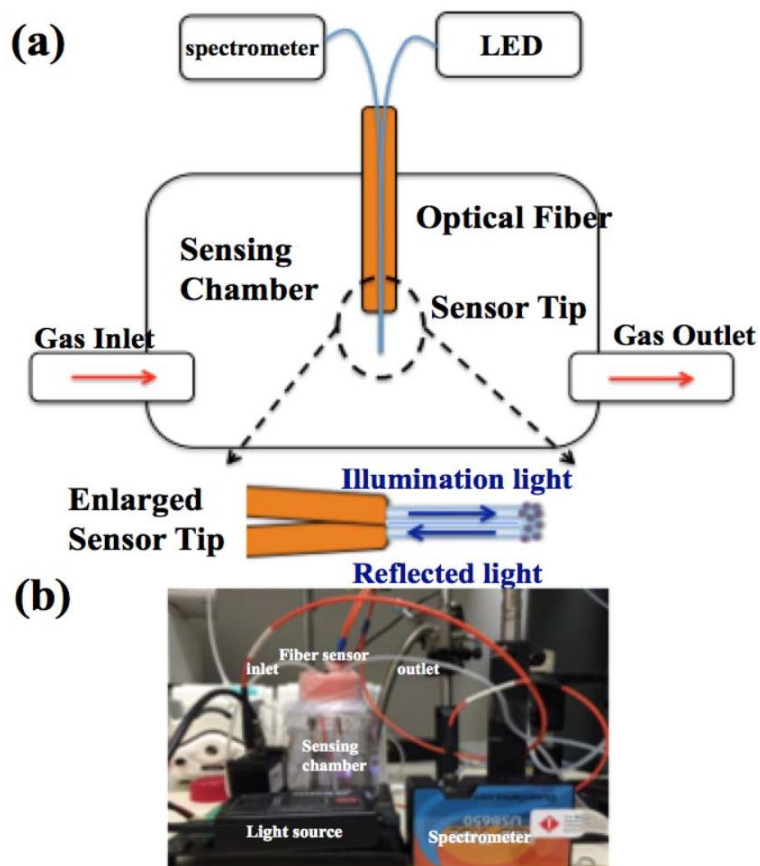 (a)
spectrometer
LED
Optical Fiber
Sensing
Chamber
Sensor Tip
Gas Inlet
Gas Outlet
Illumination light
Enlarged
Sensor Tip
Reflected light
(b)
Fiber sensor
inlet
outlet
Sensing
chamber
Light source
USB650
Spectrometer